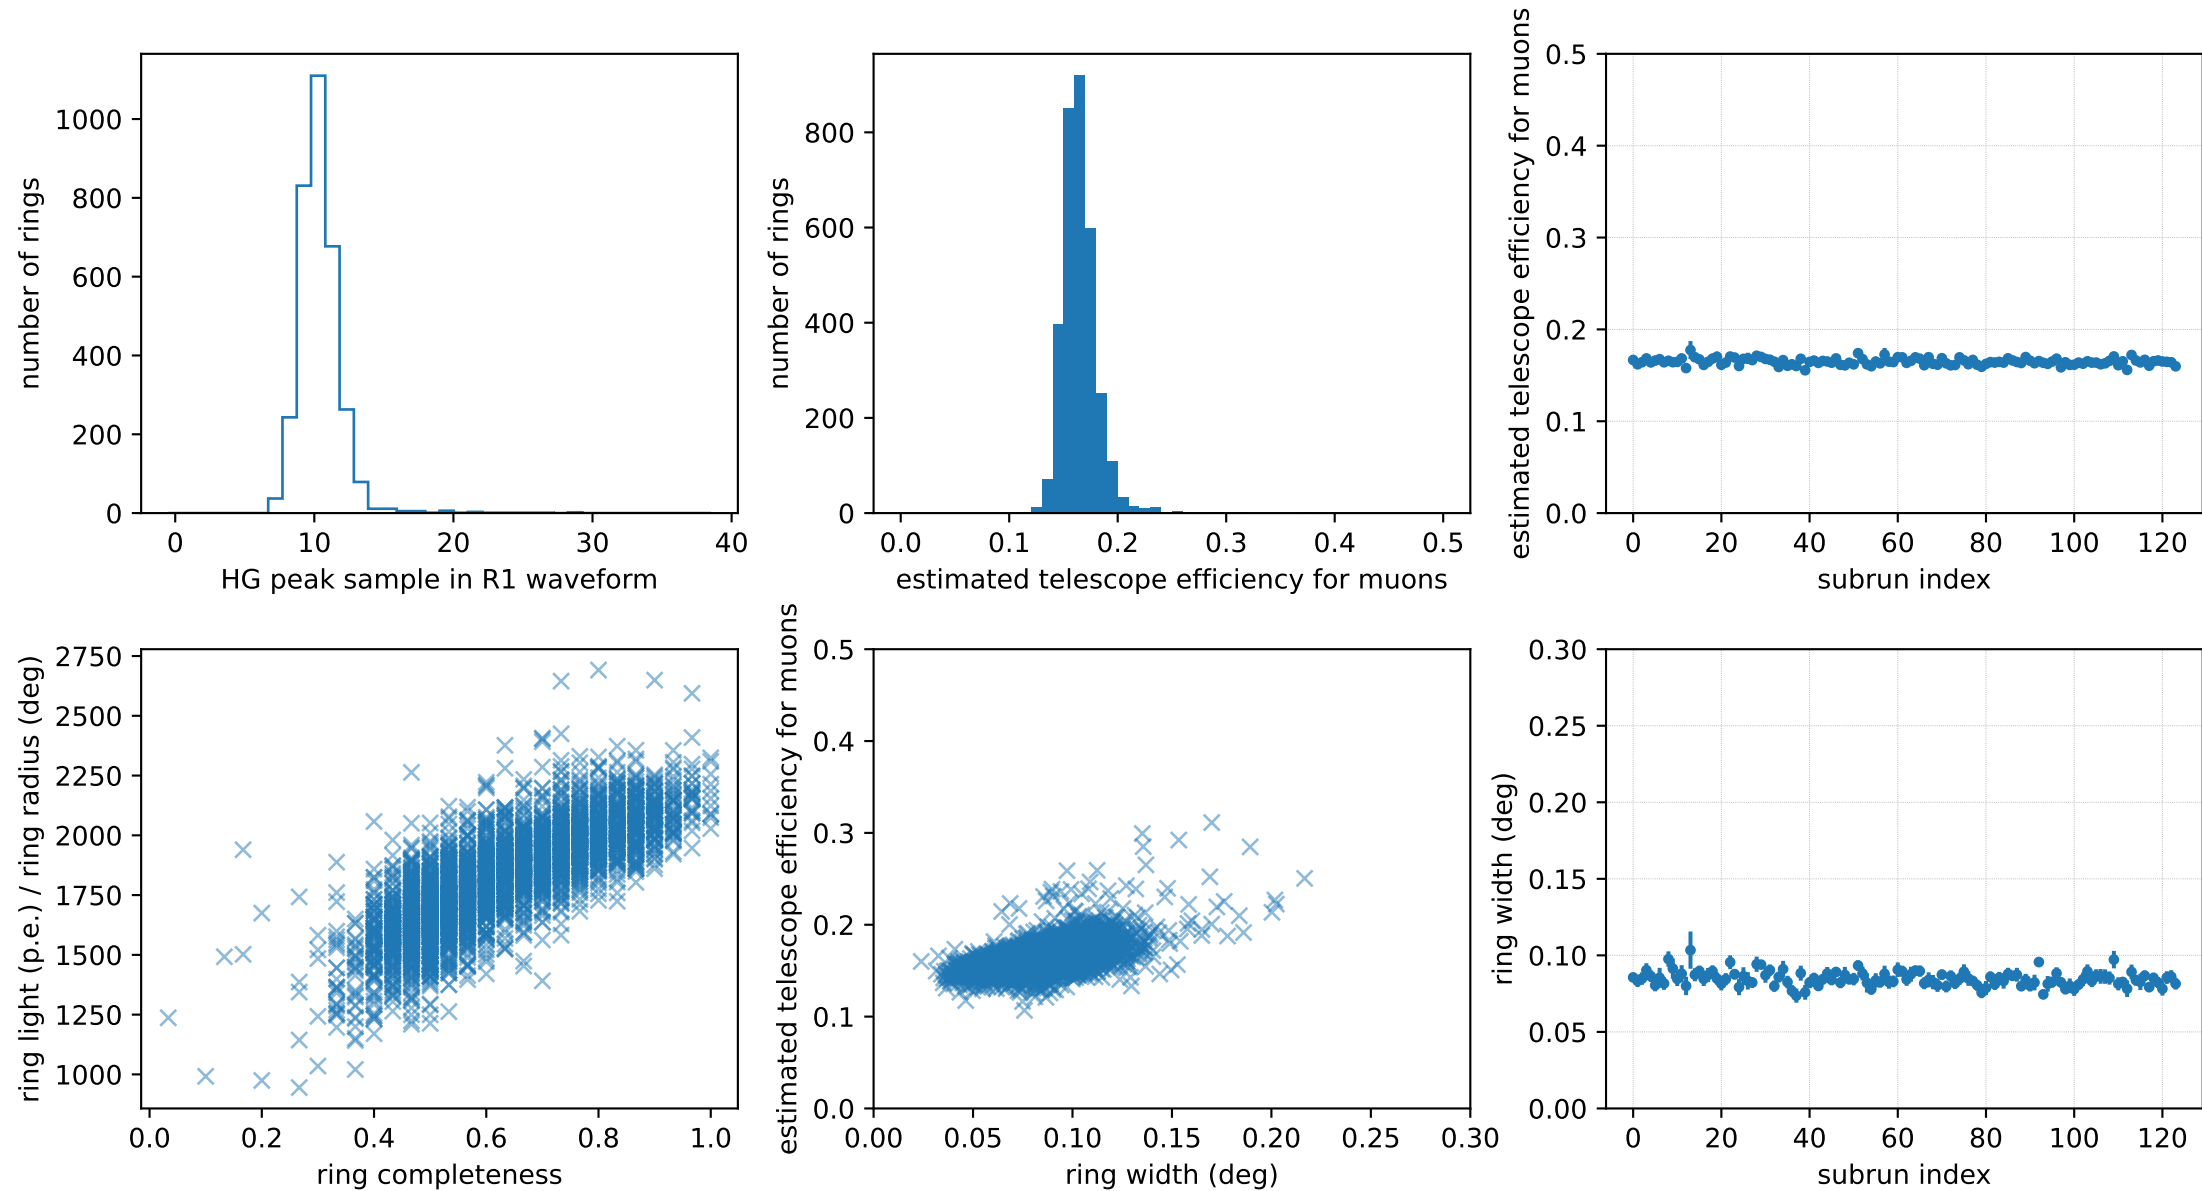 number of rings
1000
800
600
400
200
0
0 10 20 30 40
HG peak sample in R1 waveform
number of rings
800
600
400
200
0
0.0 0.1 0.2 0.3 0.4 0.5
estimated telescope efficiency for muons
estimated telescope efficiency for muons
0.5
0.4
0.3
0.2
0.1
0.0
0 20 40 60 80 100 120
subrun index
ring light (p.e.) / ring radius (deg)
2750
2500
2250
2000
1750
1500
1250
1000
0.0 0.2 0.4 0.6 0.8 1.0
ring completeness
estimated telescope efficiency for muons
0.5
0.4
0.3
0.2
0.1
0.0
0.00 0.05 0.10 0.15 0.20 0.25 0.30
ring width (deg)
ring width (deg)
0.30
0.25
0.20
0.15
0.10
0.05
0.00
0 20 40 60 80 100 120
subrun index